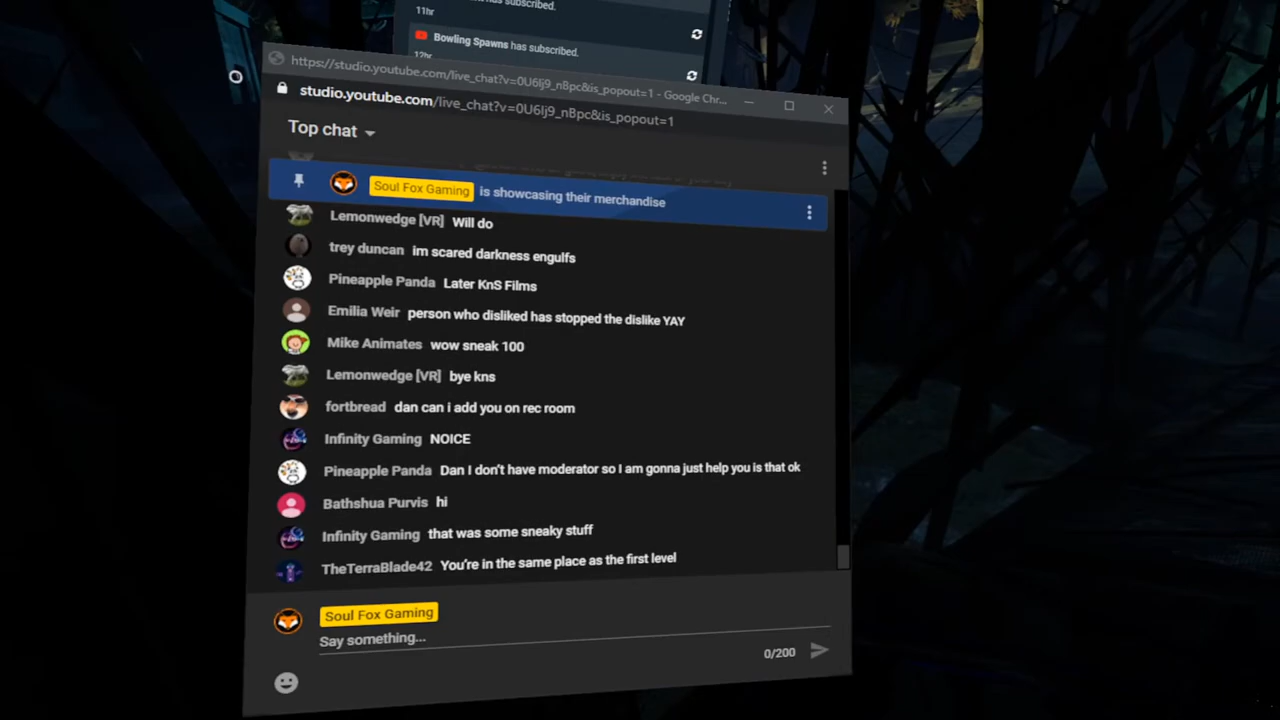 has subscribed.
11hr
Bowling Spawns has subscribed.
12hr
https://studio.youtube.com/live_chat?v=0U6Ij9_nBpc&is_popout=1 - Google Chr...
studio.youtube.com/live_chat?v=0U6Ij9_nBpc&is_popout=1
Top chat
Soul Fox Gaming is showcasing their merchandise
Lemonwedge [VR] Will do
trey duncan im scared darkness engulfs
Pineapple Panda Later KnS Films
Emilia Weir person who disliked has stopped the dislike YAY
Mike Animates wow sneak 100
Lemonwedge [VR] bye kns
fortbread dan can i add you on rec room
Infinity Gaming NOICE
Pineapple Panda Dan I don't have moderator so I am gonna just help you is that ok
Bathshua Purvis hi
Infinity Gaming that was some sneaky stuff
TheTerraBlade42 You're in the same place as the first level
Soul Fox Gaming
Say something...
0/200